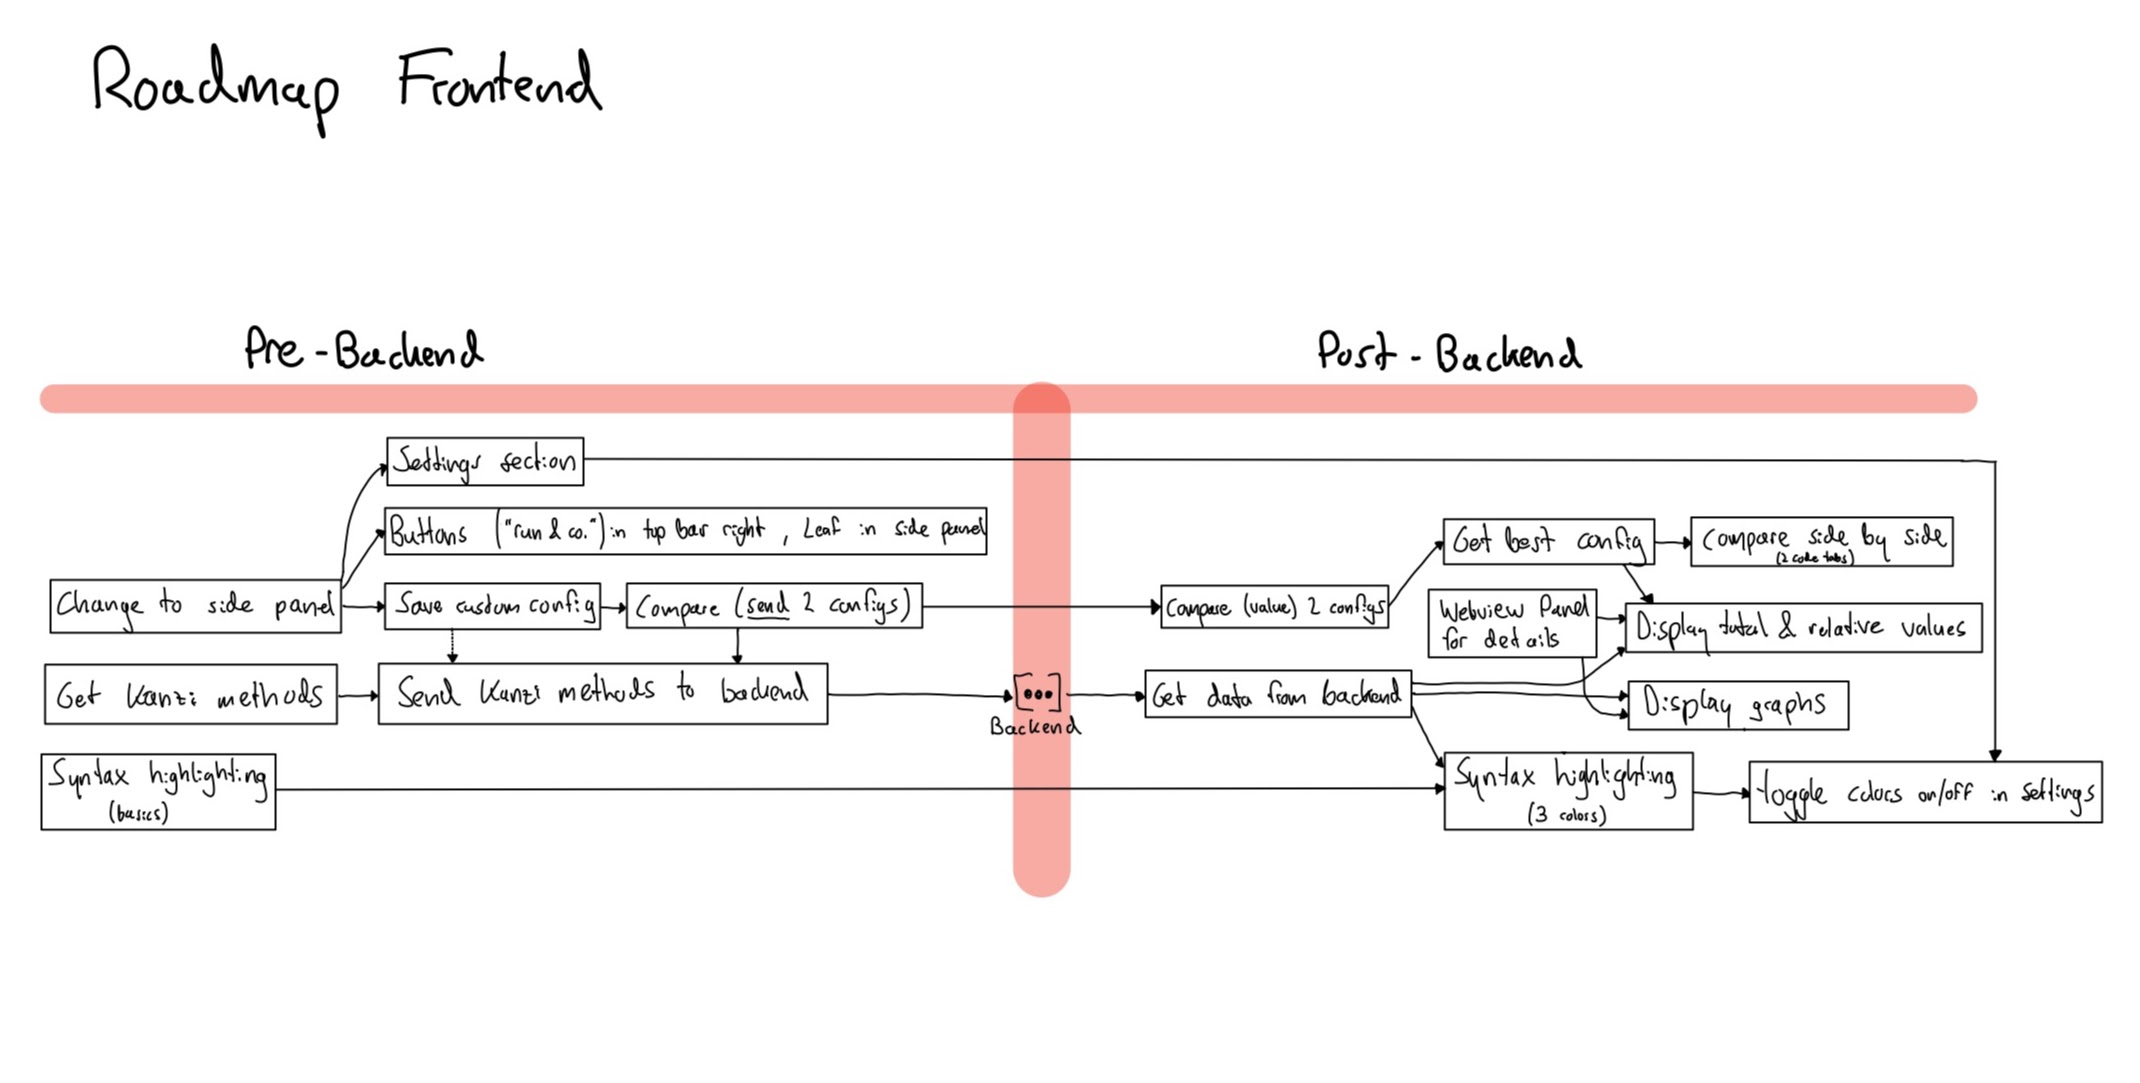 Roadmap Frontend
Pre-Backend
Post-Backend
Settings section
Buttons ("run & co.") in top bar right, Leaf in side panel
Change to side panel
Save custom config
Compare (send 2 configs)
Get Kanzi methods
Send Kanzi methods to backend
Syntax highlighting
(basics)
[...]
Backend
Compare (value) 2 configs
Get best config
Compare side by side
(2 code tabs)
Webview Panel
for details
Display total & relative values
Get data from backend
Display graphs
Syntax highlighting
(3 colors)
toggle colors on/off in settings